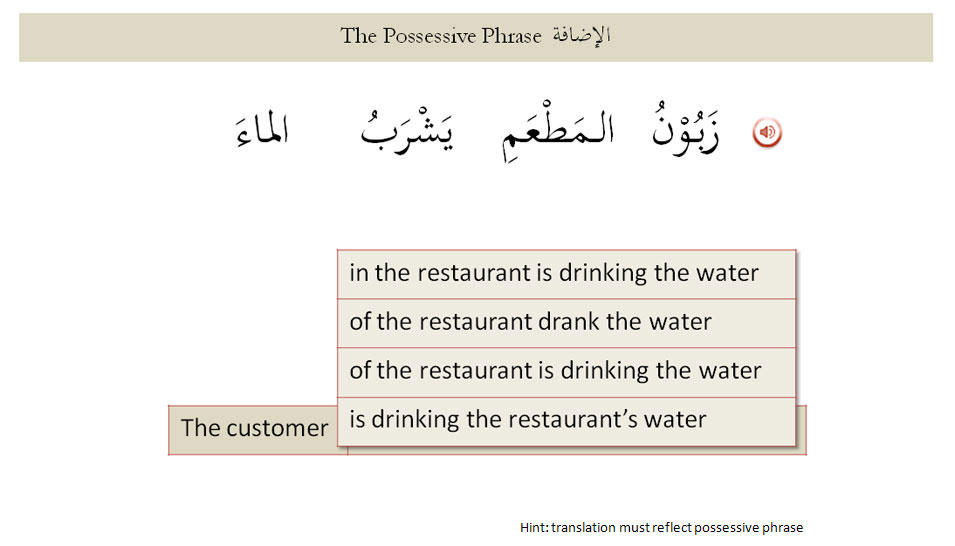 The Possessive Phrase الإضافة
زَبُوْنُ المَطْعَمِ يَشْرَبُ الماءَ
in the restaurant is drinking the water
of the restaurant drank the water
of the restaurant is drinking the water
is drinking the restaurant’s water
The customer
Hint: translation must reflect possessive phrase